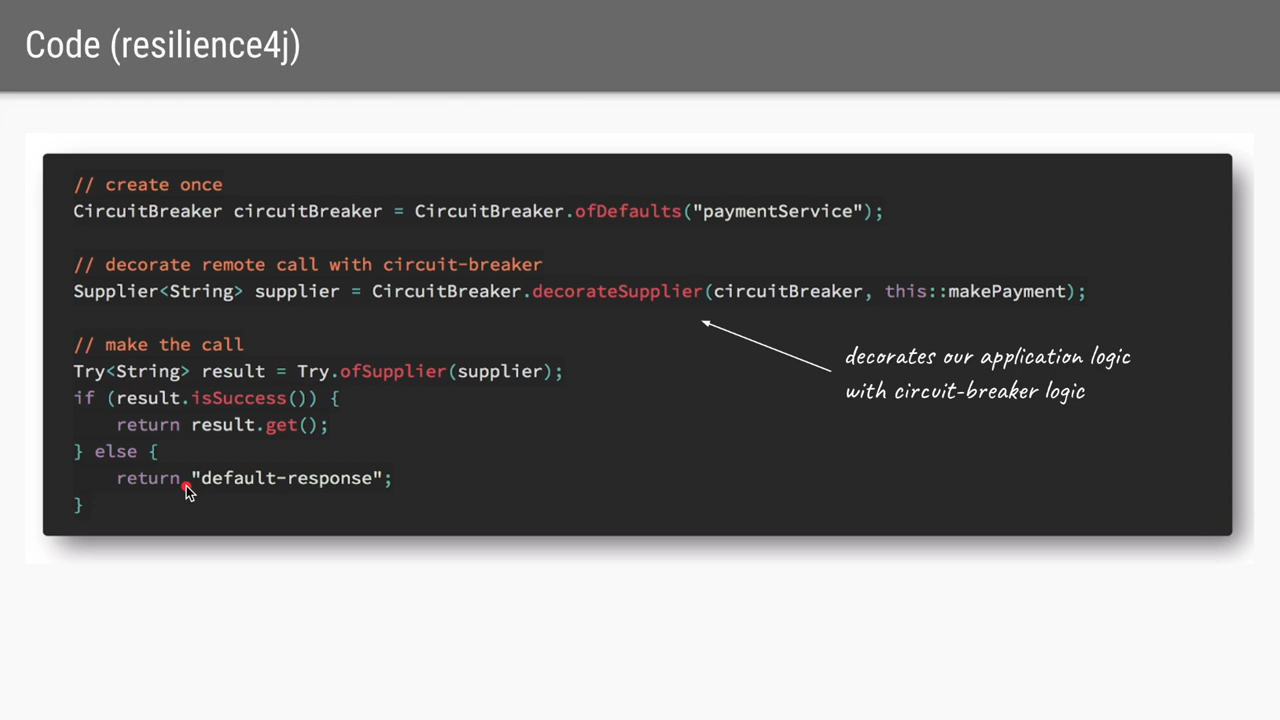 Code (resilience4j)
// create once
CircuitBreaker circuitBreaker = CircuitBreaker.ofDefaults("paymentService");
// decorate remote call with circuit-breaker
Supplier<String> supplier = CircuitBreaker.decorateSupplier(circuitBreaker, this::makePayment);
// make the call
Try<String> result = Try.ofSupplier(supplier);
if (result.isSuccess()) {
    return result.get();
} else {
    return "default-response";
}
decorates our application logic
with circuit-breaker logic